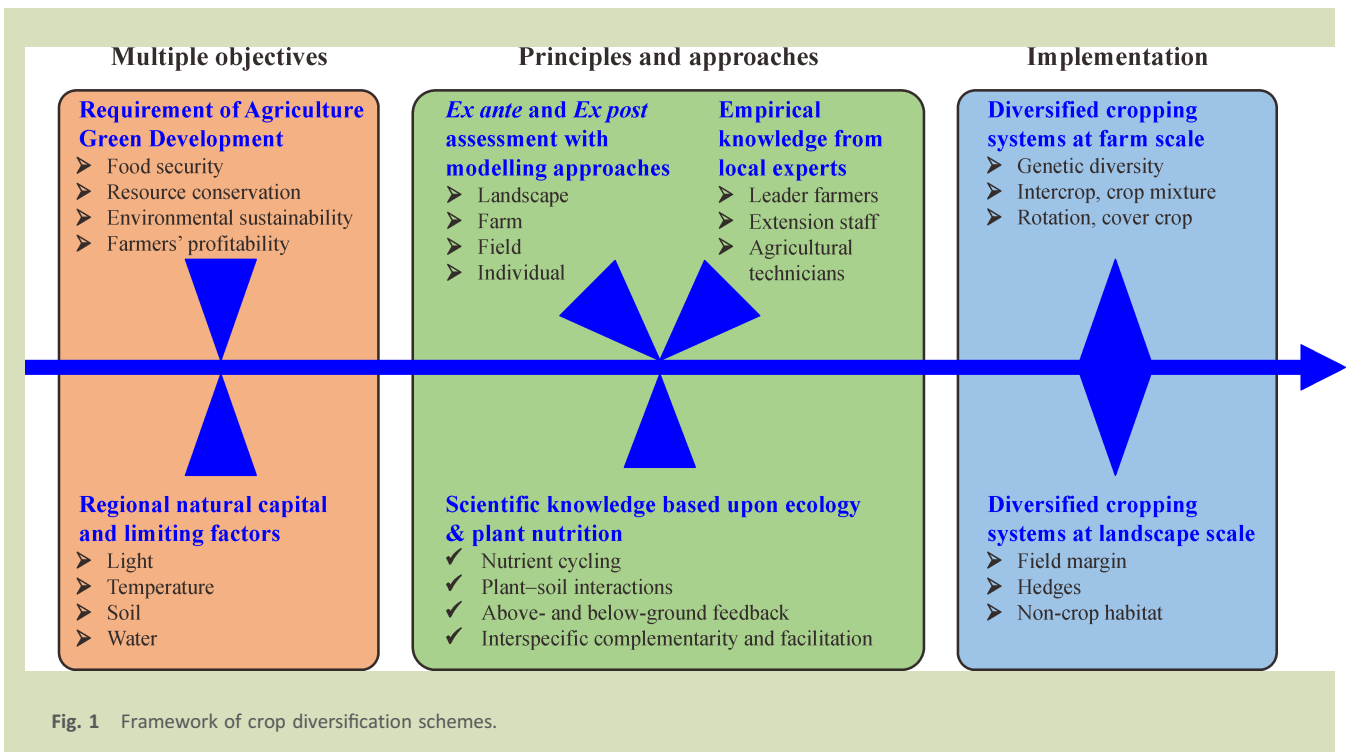 Multiple objectives
Requirement of Agriculture
Green Development
Food security
Resource conservation
Environmental sustainability
Farmers' profitability
Regional natural capital
and limiting factors
Light
Temperature
Soil
Water
Principles and approaches
Ex ante and Ex post
assessment with
modelling approaches
Landscape
Farm
Field
Individual
Empirical
knowledge from
local experts
Leader farmers
Extension staff
Agricultural
technicians
Scientific knowledge based upon ecology
& plant nutrition
Nutrient cycling
Plant–soil interactions
Above- and below-ground feedback
Interspecific complementarity and facilitation
Implementation
Diversified cropping
systems at farm scale
Genetic diversity
Intercrop, crop mixture
Rotation, cover crop
Diversified cropping
systems at landscape scale
Field margin
Hedges
Non-crop habitat
Fig. 1 Framework of crop diversification schemes.